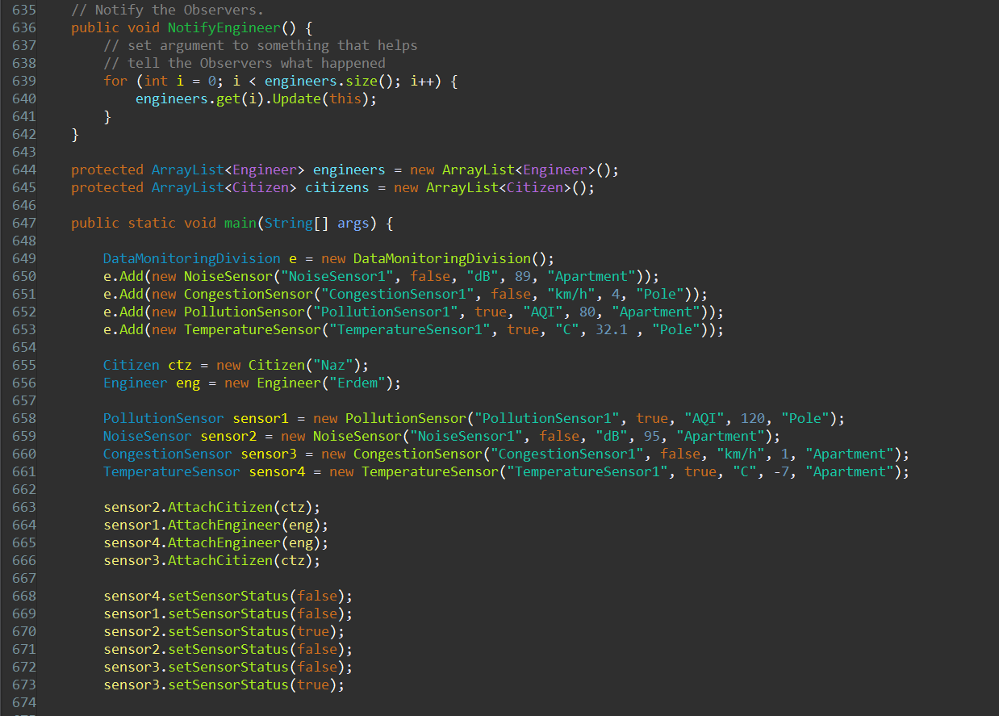 635 // Notify the Observers.
636 public void NotifyEngineer() {
637 // set argument to something that helps
638 // tell the Observers what happened
639 for (int i = 0; i < engineers.size(); i++) {
640 engineers.get(i).Update(this);
641 }
642 }
643
644 protected ArrayList<Engineer> engineers = new ArrayList<Engineer>();
645 protected ArrayList<Citizen> citizens = new ArrayList<Citizen>();
646
647 public static void main(String[] args) {
648
649 DataMonitoringDivision e = new DataMonitoringDivision();
650 e.Add(new NoiseSensor("NoiseSensor1", false, "dB", 89, "Apartment"));
651 e.Add(new CongestionSensor("CongestionSensor1", false, "km/h", 4, "Pole"));
652 e.Add(new PollutionSensor("PollutionSensor1", true, "AQI", 80, "Apartment"));
653 e.Add(new TemperatureSensor("TemperatureSensor1", true, "C", 32.1 , "Pole"));
654
655 Citizen ctz = new Citizen("Naz");
656 Engineer eng = new Engineer("Erdem");
657
658 PollutionSensor sensor1 = new PollutionSensor("PollutionSensor1", true, "AQI", 120, "Pole");
659 NoiseSensor sensor2 = new NoiseSensor("NoiseSensor1", false, "dB", 95, "Apartment");
660 CongestionSensor sensor3 = new CongestionSensor("CongestionSensor1", false, "km/h", 1, "Apartment");
661 TemperatureSensor sensor4 = new TemperatureSensor("TemperatureSensor1", true, "C", -7, "Apartment");
662
663 sensor2.AttachCitizen(ctz);
664 sensor1.AttachEngineer(eng);
665 sensor4.AttachEngineer(eng);
666 sensor3.AttachCitizen(ctz);
667
668 sensor4.setSensorStatus(false);
669 sensor1.setSensorStatus(false);
670 sensor2.setSensorStatus(true);
671 sensor2.setSensorStatus(false);
672 sensor3.setSensorStatus(false);
673 sensor3.setSensorStatus(true);
674